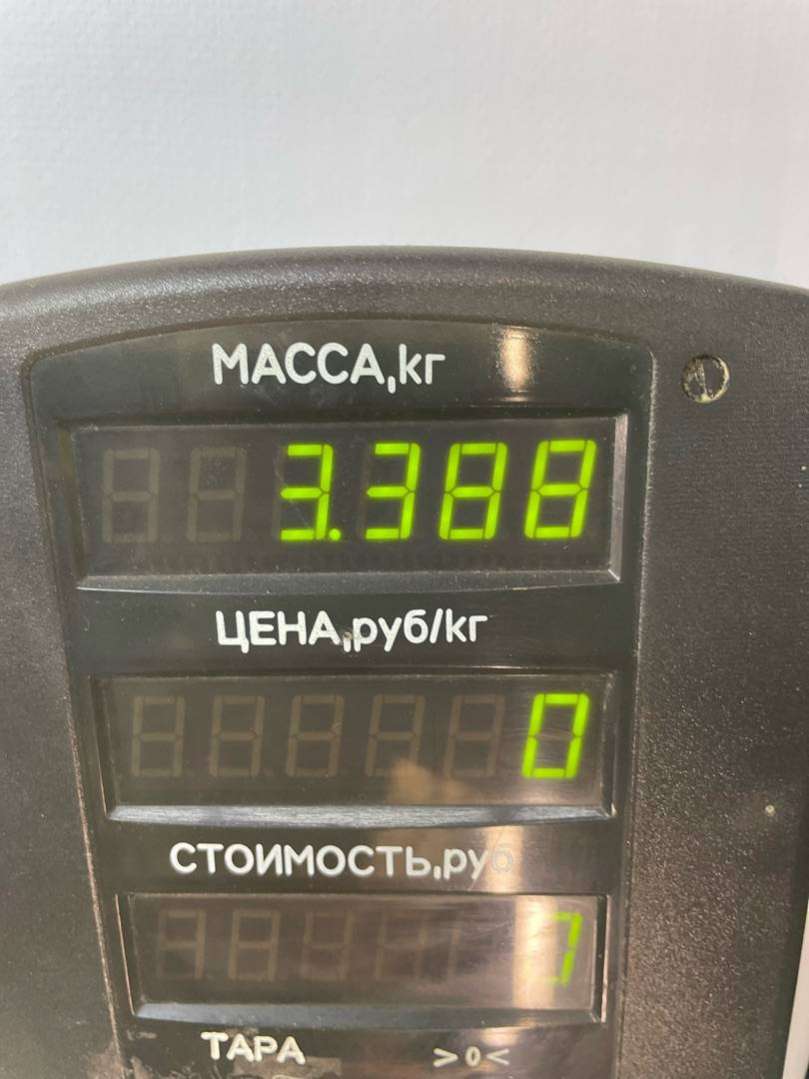 МАССА,кг
3.388
ЦЕНА,руб/кг
0
СТОИМОСТЬ,руб
ТАРА >0<